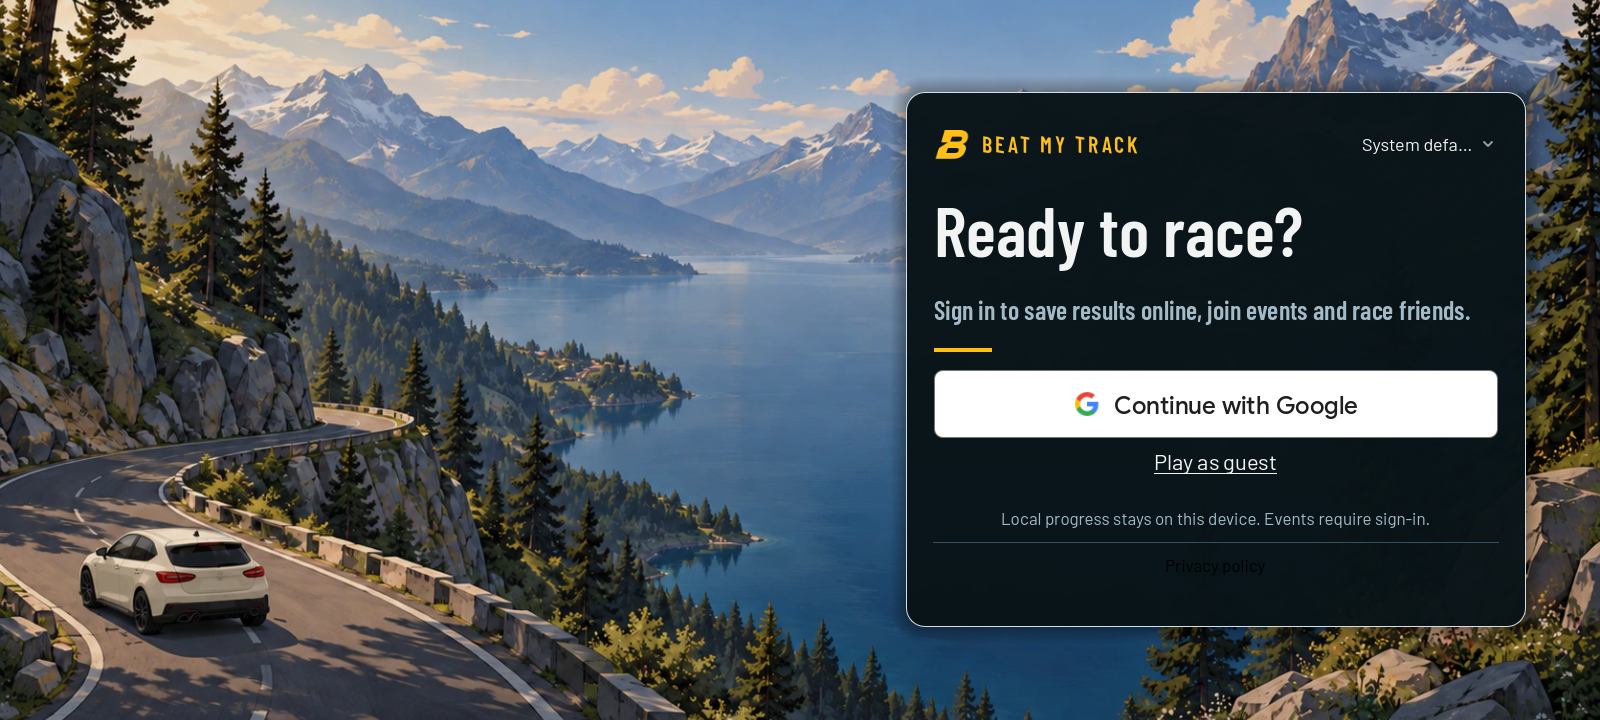 BEAT MY TRACK
System defa...
Ready to race?
Sign in to save results online, join events and race friends.
Continue with Google
Play as guest
Local progress stays on this device. Events require sign-in.
Privacy policy